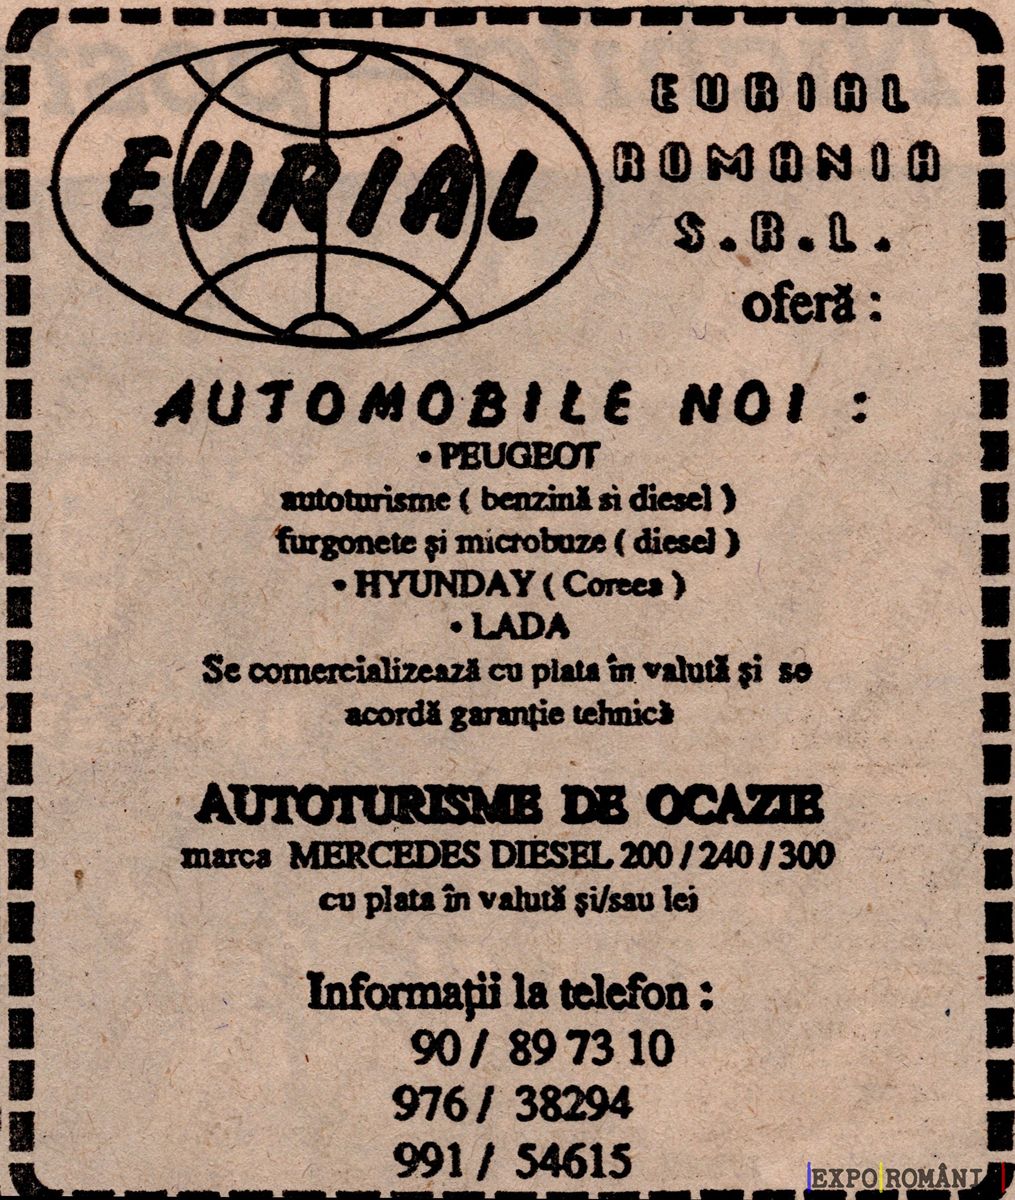 EURIAL
EURIAL
ROMANIA
S.R.L.
oferă :
AUTOMOBILE NOI :
• PEUGEOT
autoturisme ( benzină si diesel )
furgonete și microbuze ( diesel )
• HYUNDAY ( Coreea )
• LADA
Se comercializează cu plata în valută și se
acordă garanție tehnică
AUTOTURISME DE OCAZIE
marca MERCEDES DIESEL 200 / 240 / 300
cu plata în valută și/sau lei
Informații la telefon :
90 / 89 73 10
976 / 38294
991 / 54615
EXPO ROMÂNI